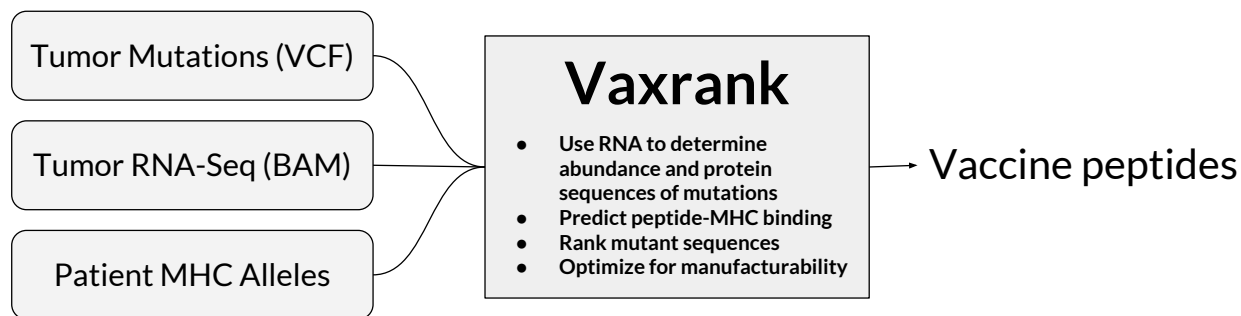 Tumor Mutations (VCF)
Tumor RNA-Seq (BAM)
Patient MHC Alleles
Vaxrank
● Use RNA to determine
abundance and protein
sequences of mutations
● Predict peptide-MHC binding
● Rank mutant sequences
● Optimize for manufacturability
Vaccine peptides